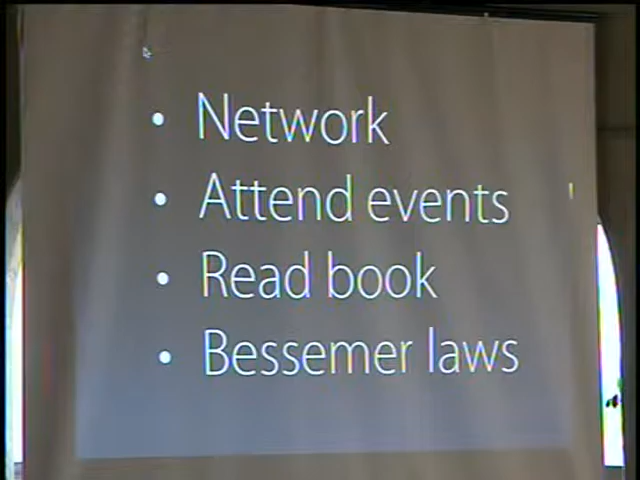 • Network
• Attend events
• Read book
• Bessemer laws